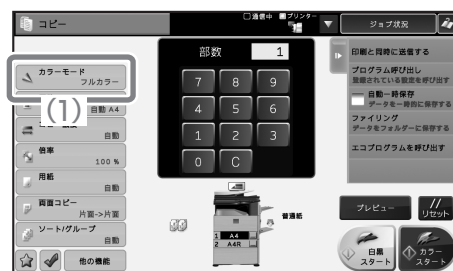 コピー
通信中
プリンター
ジョブ状況
部数
1
カラーモード
フルカラー
(1)
自動 A4
自動
倍率
100 %
用紙
自動
両面コピー
片面->片面
ソート/グループ
自動
他の機能
7
8
9
4
5
6
1
2
3
0
C
普通紙
1 A4
2 A4R
印刷と同時に送信する
プログラム呼び出し
登録されている設定を呼び出す
自動一時保存
データを一時的に保存する
ファイリング
データをフォルダーに保存する
エコプログラムを呼び出す
プレビュー
リセット
白黒
スタート
カラー
スタート